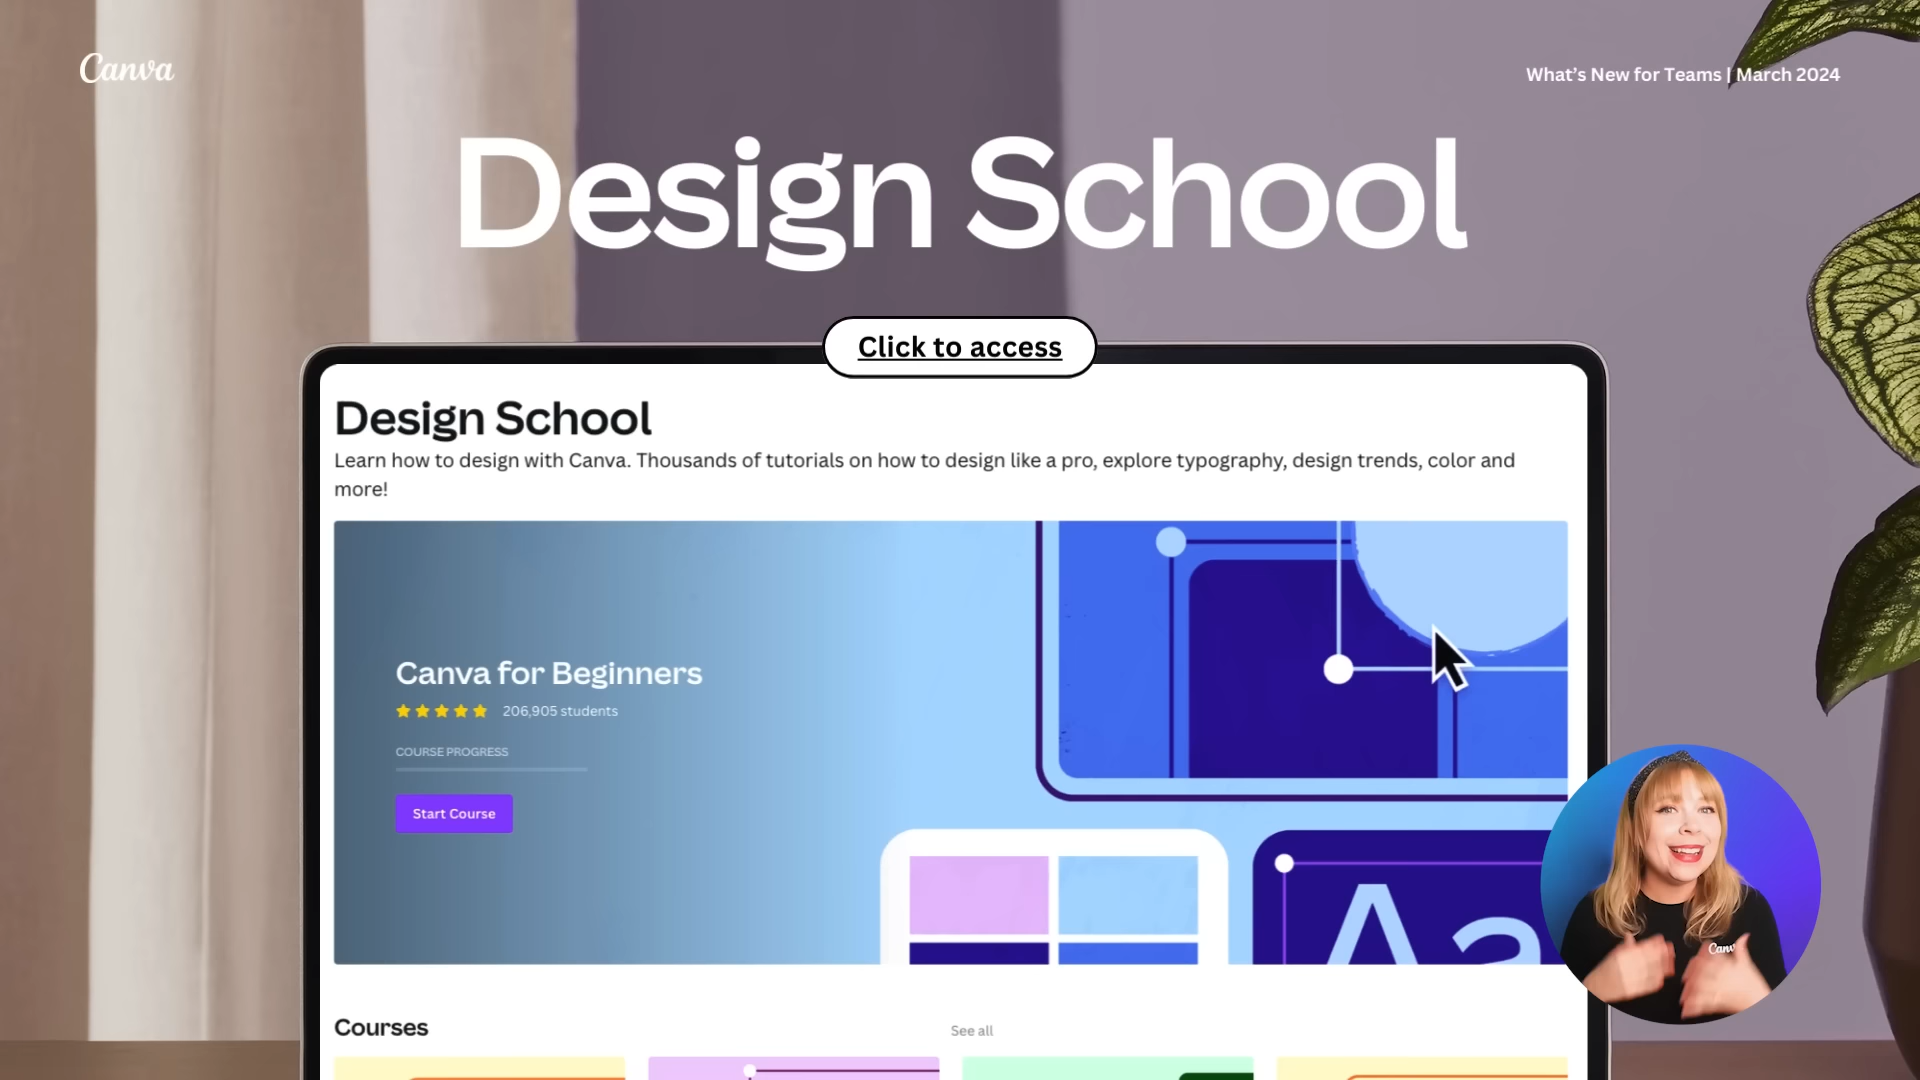 Canva
What's New for Teams | March 2024
Design School
Click to access
Design School
Learn how to design with Canva. Thousands of tutorials on how to design like a pro, explore typography, design trends, color and
more!
Canva for Beginners
206,905 students
COURSE PROGRESS
Start Course
Aa
Canva
Courses
See all